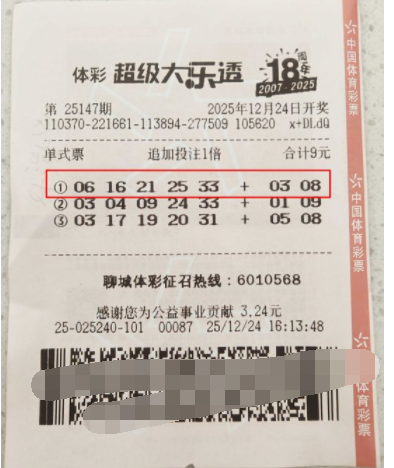 体彩 超级大乐透 18周年 2007-2025
第 25147期 2025年12月24日开奖
110370-221661-113894-277509 105620 x+DLdQ
单式票 追加投注1倍 合计9元
① 06 16 21 25 33 + 03 08
② 03 04 09 24 33 + 01 09
③ 03 17 19 20 31 + 05 08
聊城体彩征召热线：6010568
感谢您为公益事业贡献 3.24元
25-025240-101 00087 25/12/24 16:13:48
中国体育彩票
中国体育彩票
中国体育彩票